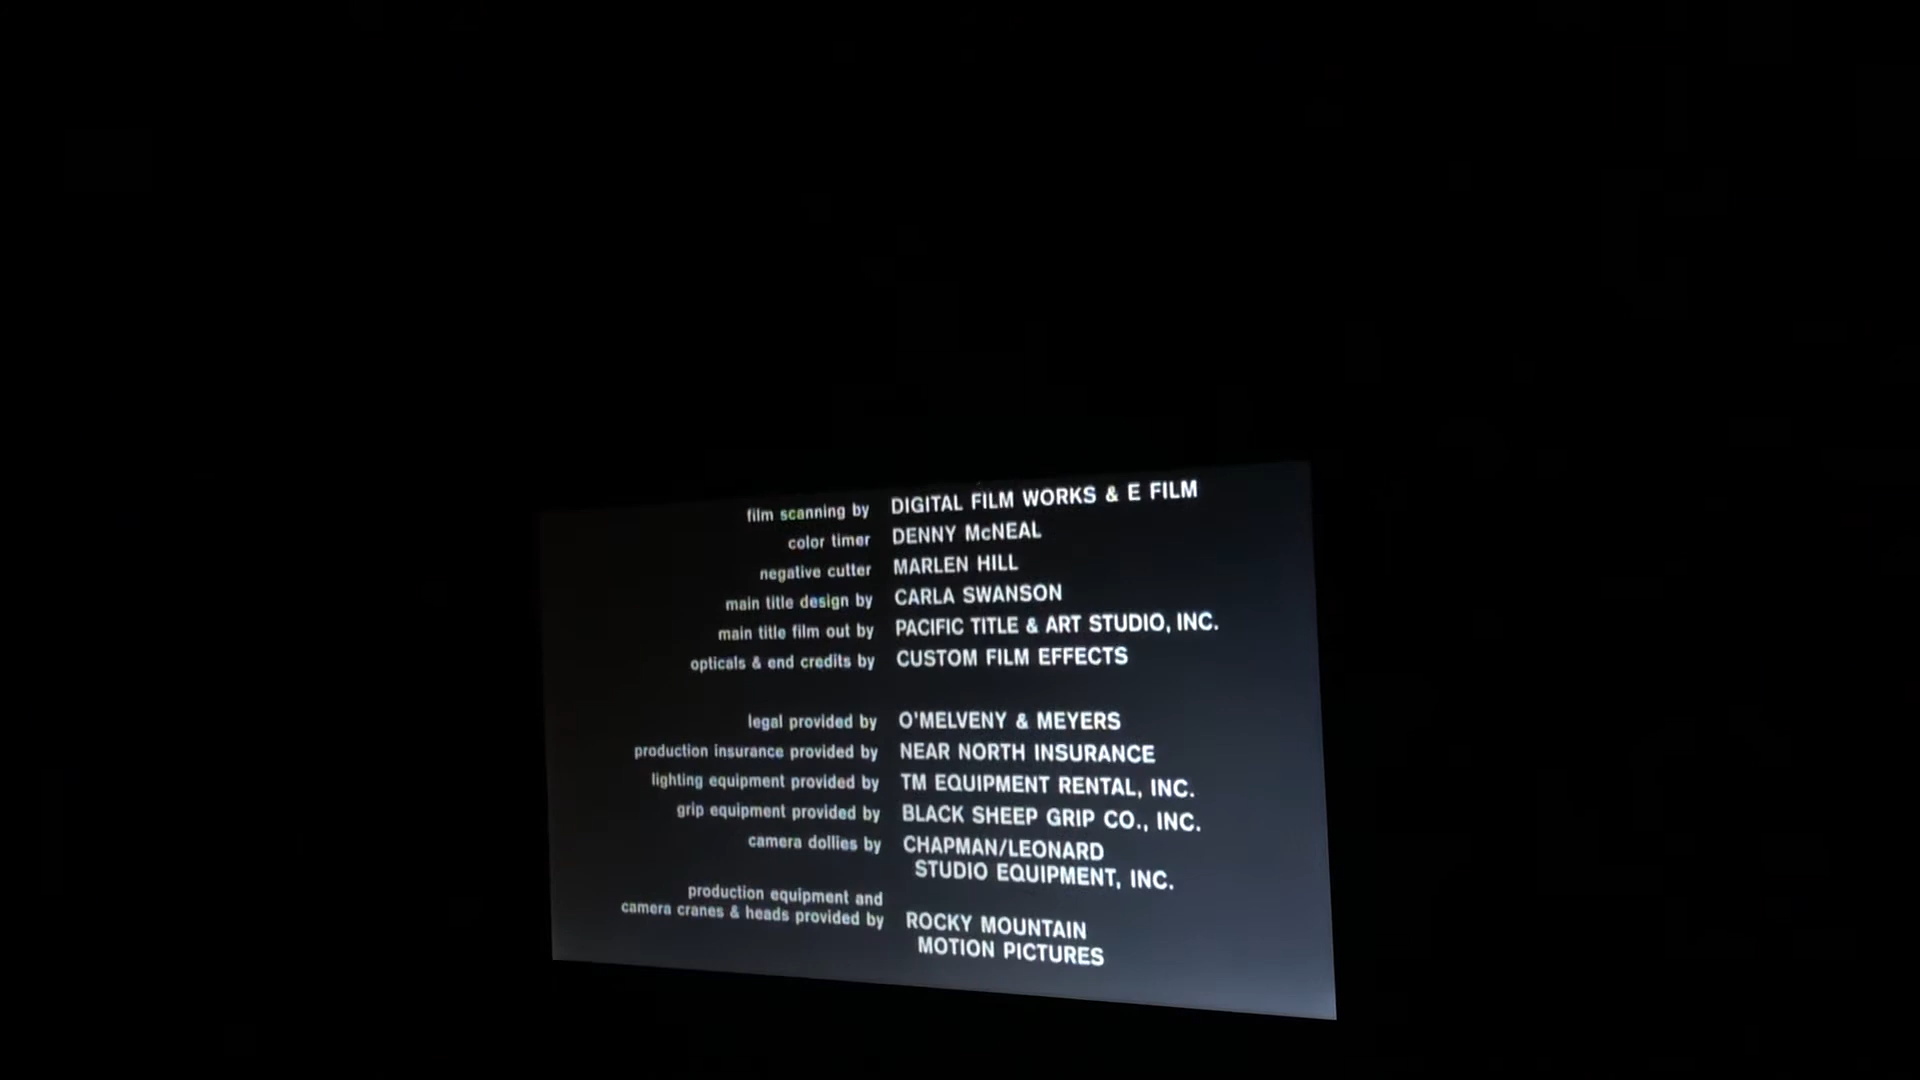 film scanning by DIGITAL FILM WORKS & E FILM
color timer DENNY McNEAL
negative cutter MARLEN HILL
main title design by CARLA SWANSON
main title film out by PACIFIC TITLE & ART STUDIO, INC.
opticals & end credits by CUSTOM FILM EFFECTS
legal provided by O'MELVENY & MEYERS
production insurance provided by NEAR NORTH INSURANCE
lighting equipment provided by TM EQUIPMENT RENTAL, INC.
grip equipment provided by BLACK SHEEP GRIP CO., INC.
camera dollies by CHAPMAN/LEONARD
STUDIO EQUIPMENT, INC.
production equipment and
camera cranes & heads provided by ROCKY MOUNTAIN
MOTION PICTURES